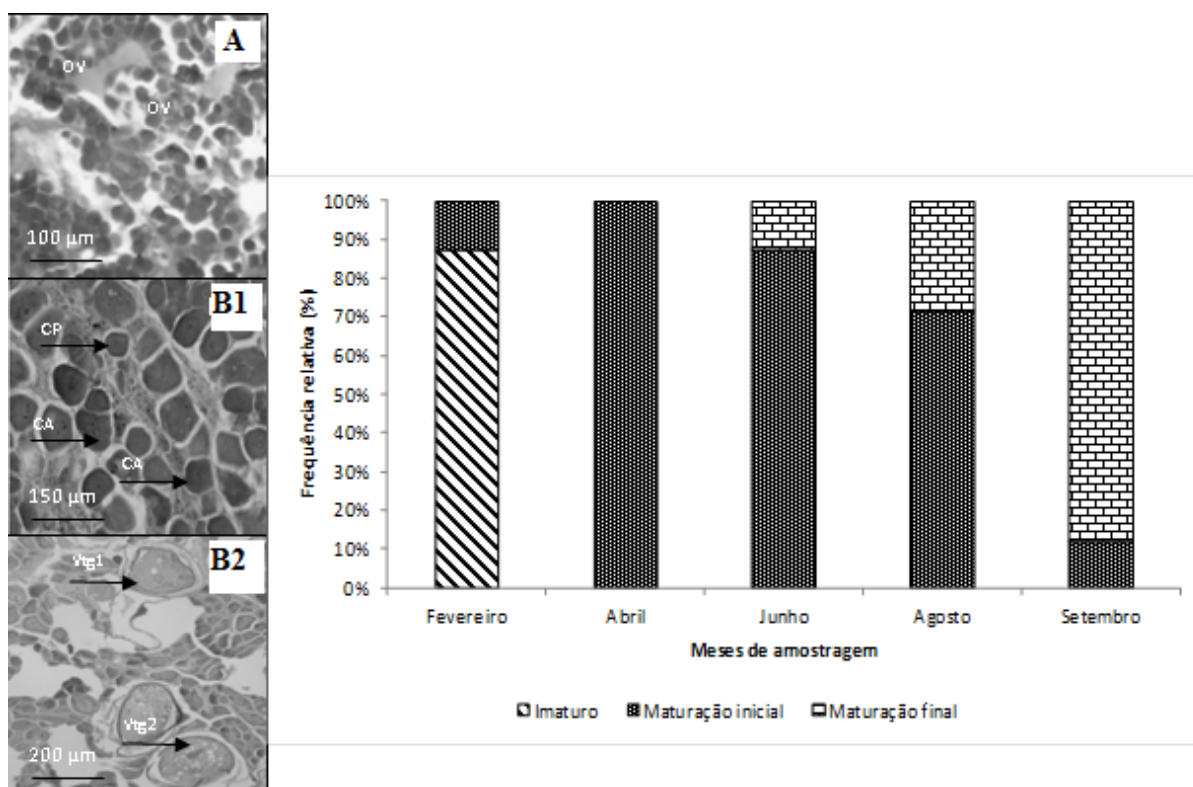 A
OV
OV
100 µm
B1
CP
CA
CA
150 µm
B2
Vtg1
Vtg2
200 µm
100%
90%
80%
70%
60%
50%
40%
30%
20%
10%
0%
Frequência relativa (%)
Fevereiro Abril Junho Agosto Setembro
Meses de amostragem
Imaturo Maturação inicial Maturação final